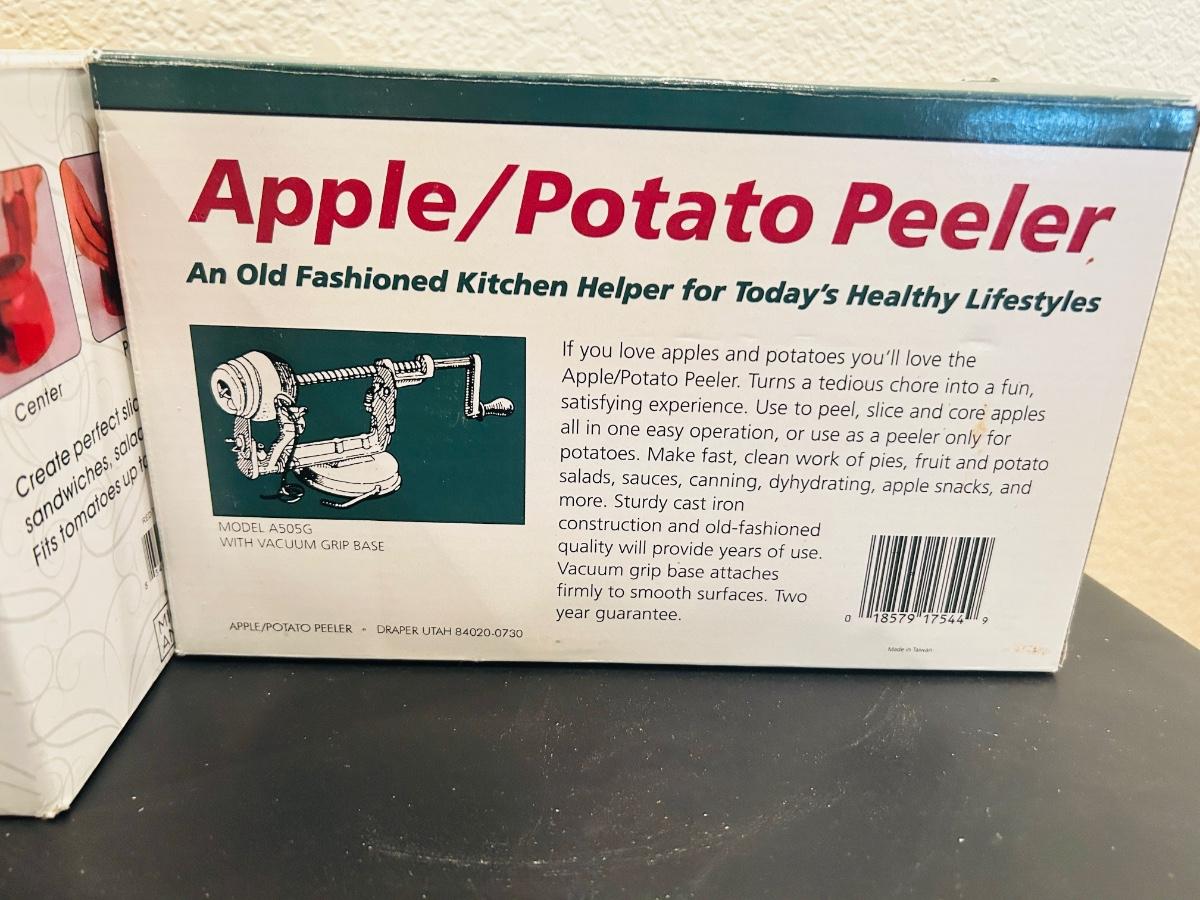 Apple/Potato Peeler
An Old Fashioned Kitchen Helper for Today's Healthy Lifestyles
If you love apples and potatoes you'll love the
Apple/Potato Peeler. Turns a tedious chore into a fun,
satisfying experience. Use to peel, slice and core apples
all in one easy operation, or use as a peeler only for
potatoes. Make fast, clean work of pies, fruit and potato
salads, sauces, canning, dyhydrating, apple snacks, and
more. Sturdy cast iron
construction and old-fashioned
quality will provide years of use.
Vacuum grip base attaches
firmly to smooth surfaces. Two
year guarantee.
MODEL A505G
WITH VACUUM GRIP BASE
APPLE/POTATO PEELER • DRAPER UTAH 84020-0730
0 18579 17544 9
Made in Taiwan
Center
Create perfect
sandwiches,
Fits tomatoes up